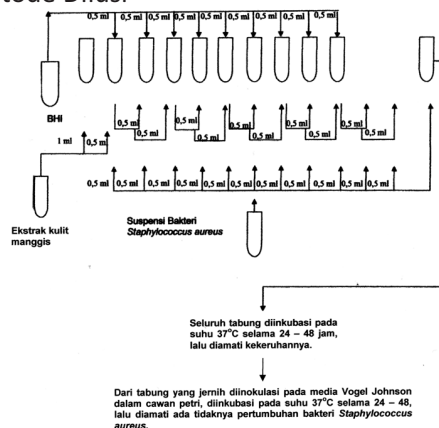 0,5 ml 0,5 ml 0,5 ml 0,5 ml 0,5 ml 0,5 ml 0,5 ml 0,5 ml
BHI
0,5 ml 0,5 ml 0,5 ml 0,5 ml 0,5 ml
1 ml 0,5 ml 0,5 ml 0,5 ml 0,5 ml 0,5 ml
0,5 ml 0,5 ml 0,5 ml 0,5 ml 0,5 ml 0,5 ml 0,5 ml 0,5 ml 0,5 ml 0,5 ml
Ekstrak kulit
manggis
Suspensi Bakteri
Staphylococcus aureus
Seluruh tabung diinkubasi pada
suhu 37°C selama 24 – 48 jam,
lalu diamati kekeruhannya.
Dari tabung yang jernih diinokulasi pada media Vogel Johnson
dalam cawan petri, diinkubasi pada suhu 37°C selama 24 – 48,
lalu diamati ada tidaknya pertumbuhan bakteri Staphylococcus
aureus.